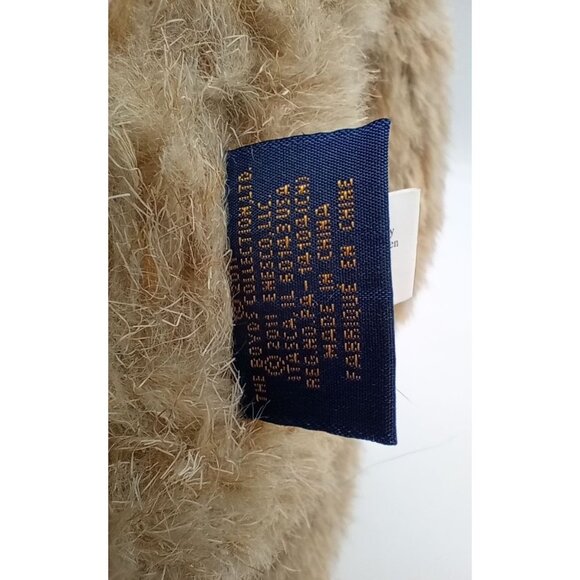 THE BOYDS COLLECTION LTD.
© 2011 ENESCO, LLC.
ITASCA IL 60143 USA
REG.NO.PA-14104(CN)
MADE IN CHINA
FABRIQUÉ EN CHINE